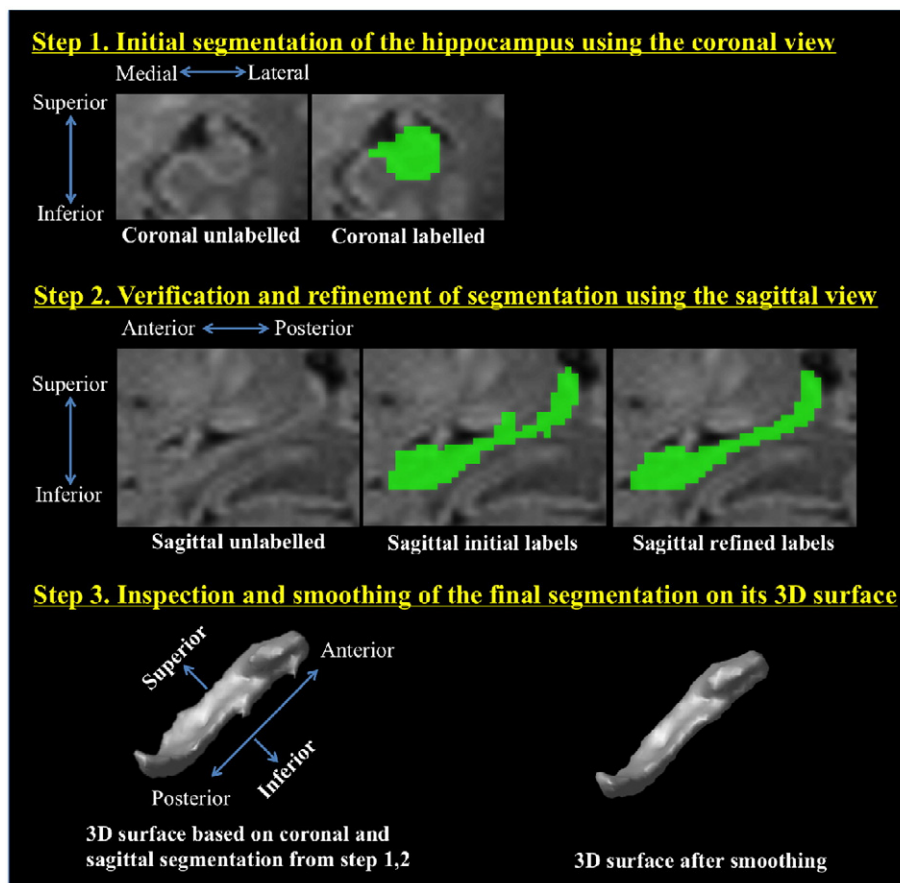 Step 1. Initial segmentation of the hippocampus using the coronal view
Medial Lateral
Superior
Inferior
Coronal unlabelled Coronal labelled
Step 2. Verification and refinement of segmentation using the sagittal view
Anterior Posterior
Superior
Inferior
Sagittal unlabelled Sagittal initial labels Sagittal refined labels
Step 3. Inspection and smoothing of the final segmentation on its 3D surface
Superior
Anterior
Inferior
Posterior
3D surface based on coronal and
sagittal segmentation from step 1,2
3D surface after smoothing